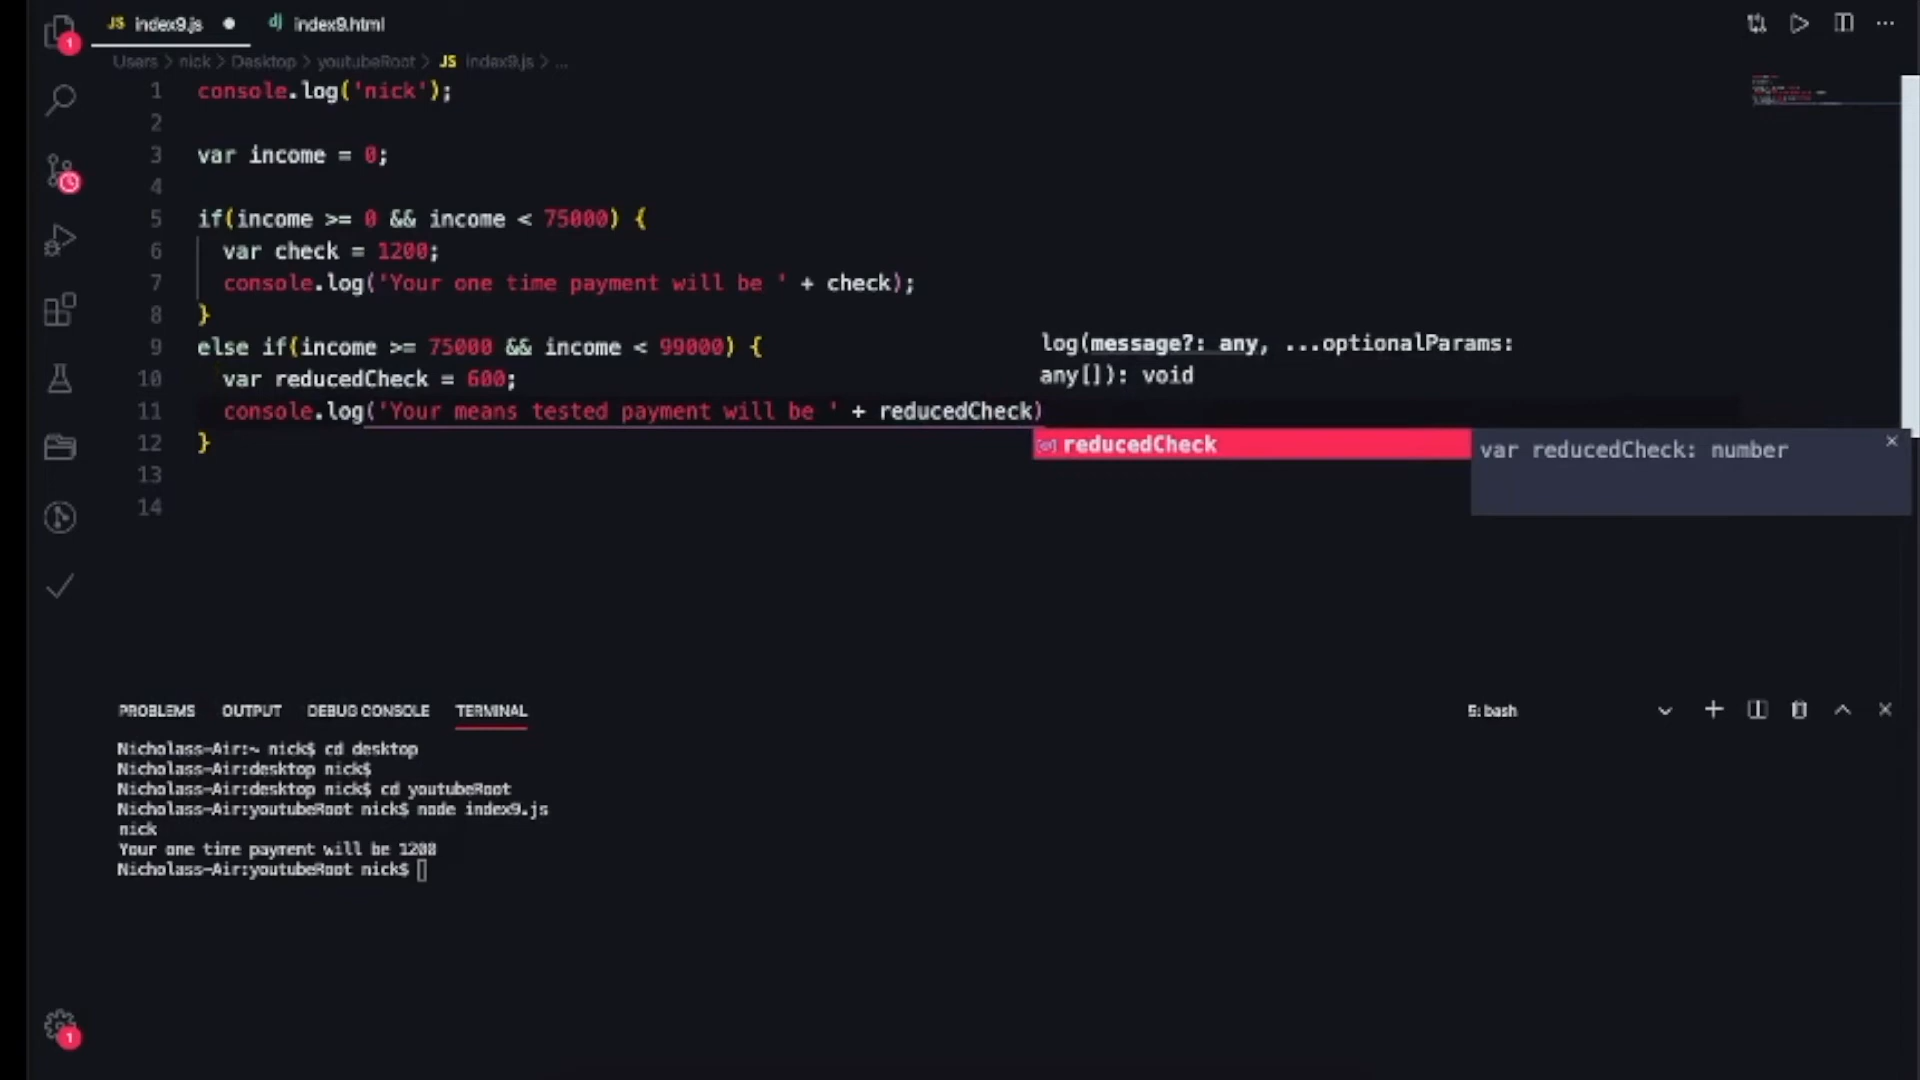 JS index9.js ● dj index9.html
Users > nick > Desktop > youtubeRoot > JS index9.js > ...
1 console.log('nick');
2
3 var income = 0;
4
5 if(income >= 0 && income < 75000) {
6 var check = 1200;
7 console.log('Your one time payment will be ' + check);
8 }
9 else if(income >= 75000 && income < 99000) {
10 var reducedCheck = 600;
11 console.log('Your means tested payment will be ' + reducedCheck)
12 }
13
14
log(message?: any, ...optionalParams:
any[]): void
reducedCheck
var reducedCheck: number
1
1
PROBLEMS OUTPUT DEBUG CONSOLE TERMINAL 5: bash
Nicholass-Air:~ nick$ cd desktop
Nicholass-Air:desktop nick$
Nicholass-Air:desktop nick$ cd youtubeRoot
Nicholass-Air:youtubeRoot nick$ node index9.js
nick
Your one time payment will be 1200
Nicholass-Air:youtubeRoot nick$